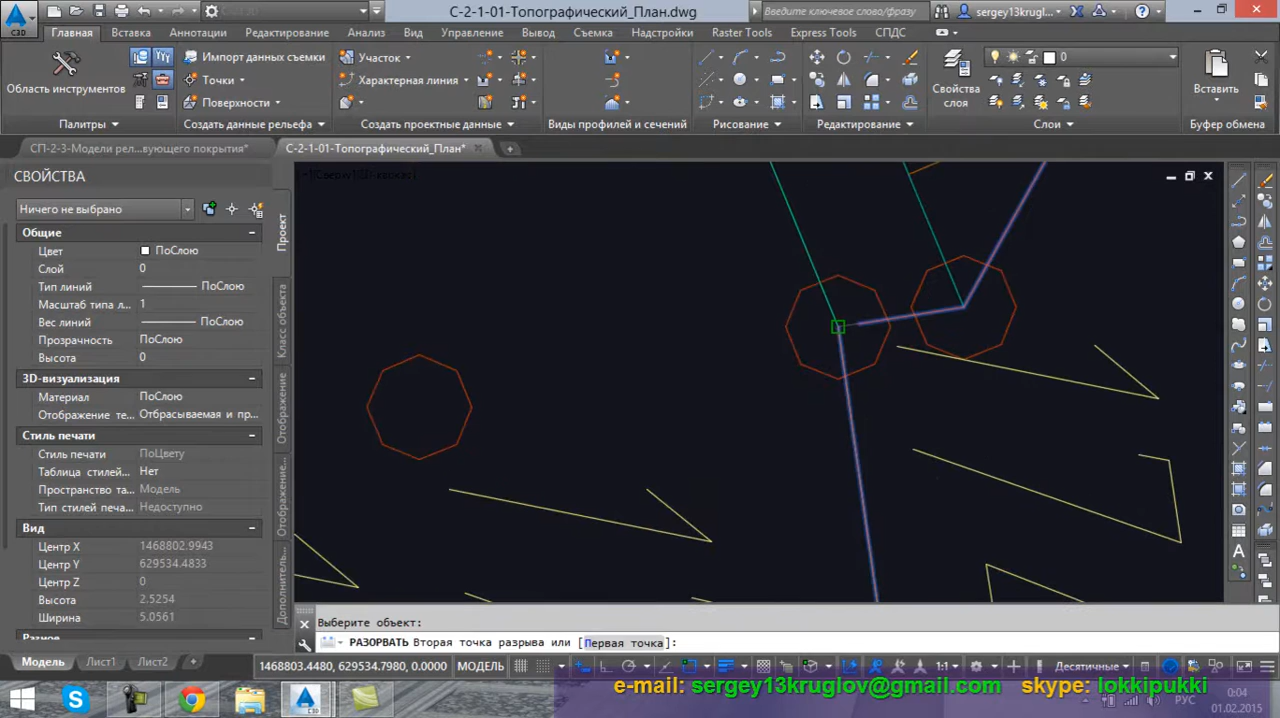 C-2-1-01-Топографический_План.dwg
Введите ключевое слово/фразу
sergey13kruglo...
C3D
Главная Вставка Аннотации Редактирование Анализ Вид Управление Вывод Съемка Надстройки Raster Tools Express Tools СПДС
Импорт данных съемки
Участок
0
Область инструментов
Точки
Характерная линия
Свойства слоя
Вставить
Поверхности
Палитры
Создать данные рельефа
Создать проектные данные
Виды профилей и сечений
Рисование
Редактирование
Слои
Буфер обмена
СП-2-3-Модели рел...вующего покрытия*
C-2-1-01-Топографический_План*
СВОЙСТВА
Ничего не выбрано
Общие
Цвет ПоСлою
Слой 0
Тип линий ПоСлою
Масштаб типа л... 1
Вес линий ПоСлою
Прозрачность ПоСлою
Высота 0
3D-визуализация
Материал ПоСлою
Отображение те... Отбрасываемая и пр...
Стиль печати
Стиль печати ПоЦвету
Таблица стилей... Нет
Пространство та... Модель
Тип стилей печа... Недоступно
Вид
Центр X 1468802.9943
Центр Y 629534.4833
Центр Z 0
Высота 2.5254
Ширина 5.0561
Разное
Проект
Класс объекта
Отображение
Отображение...
Дополнитель...
Выберите объект:
РАЗОРВАТЬ Вторая точка разрыва или [Первая точка]:
Модель Лист1 Лист2
1468803.4480, 629534.7980, 0.0000 МОДЕЛЬ
1:1
Десятичные
e-mail: sergey13kruglov@gmail.com skype: lokkipukki
РУС
0:04
01.02.2015